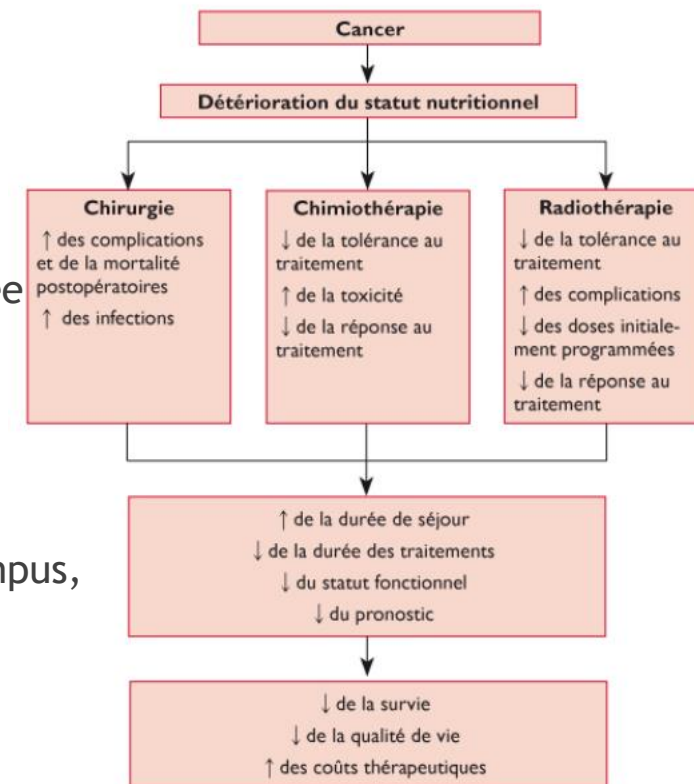 Cancer
Détérioration du statut nutritionnel
Chirurgie
↑ des complications
et de la mortalité
postopératoires
↑ des infections
Chimiothérapie
↓ de la tolérance au
traitement
↑ de la toxicité
↓ de la réponse au
traitement
Radiothérapie
↓ de la tolérance au
traitement
↑ des complications
↓ des doses initiale-
ment programmées
↓ de la réponse au
traitement
↑ de la durée de séjour
↓ de la durée des traitements
↓ du statut fonctionnel
↓ du pronostic
↓ de la survie
↓ de la qualité de vie
↑ des coûts thérapeutiques